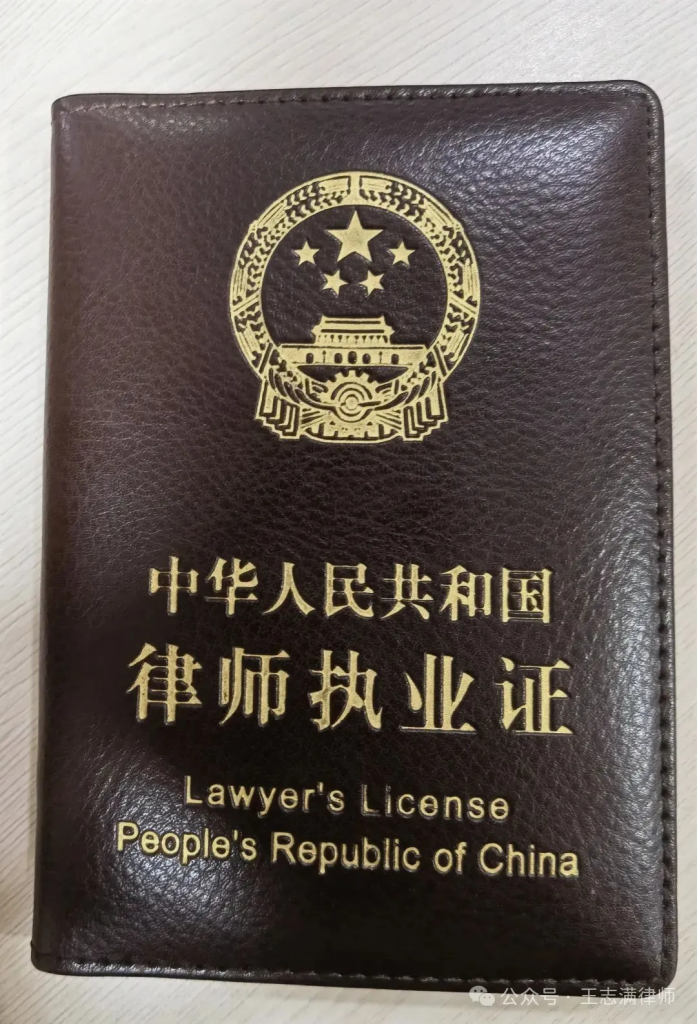 中华人民共和国
律师执业证
Lawyer's License
People's Republic of China
公众号 · 王志满律师